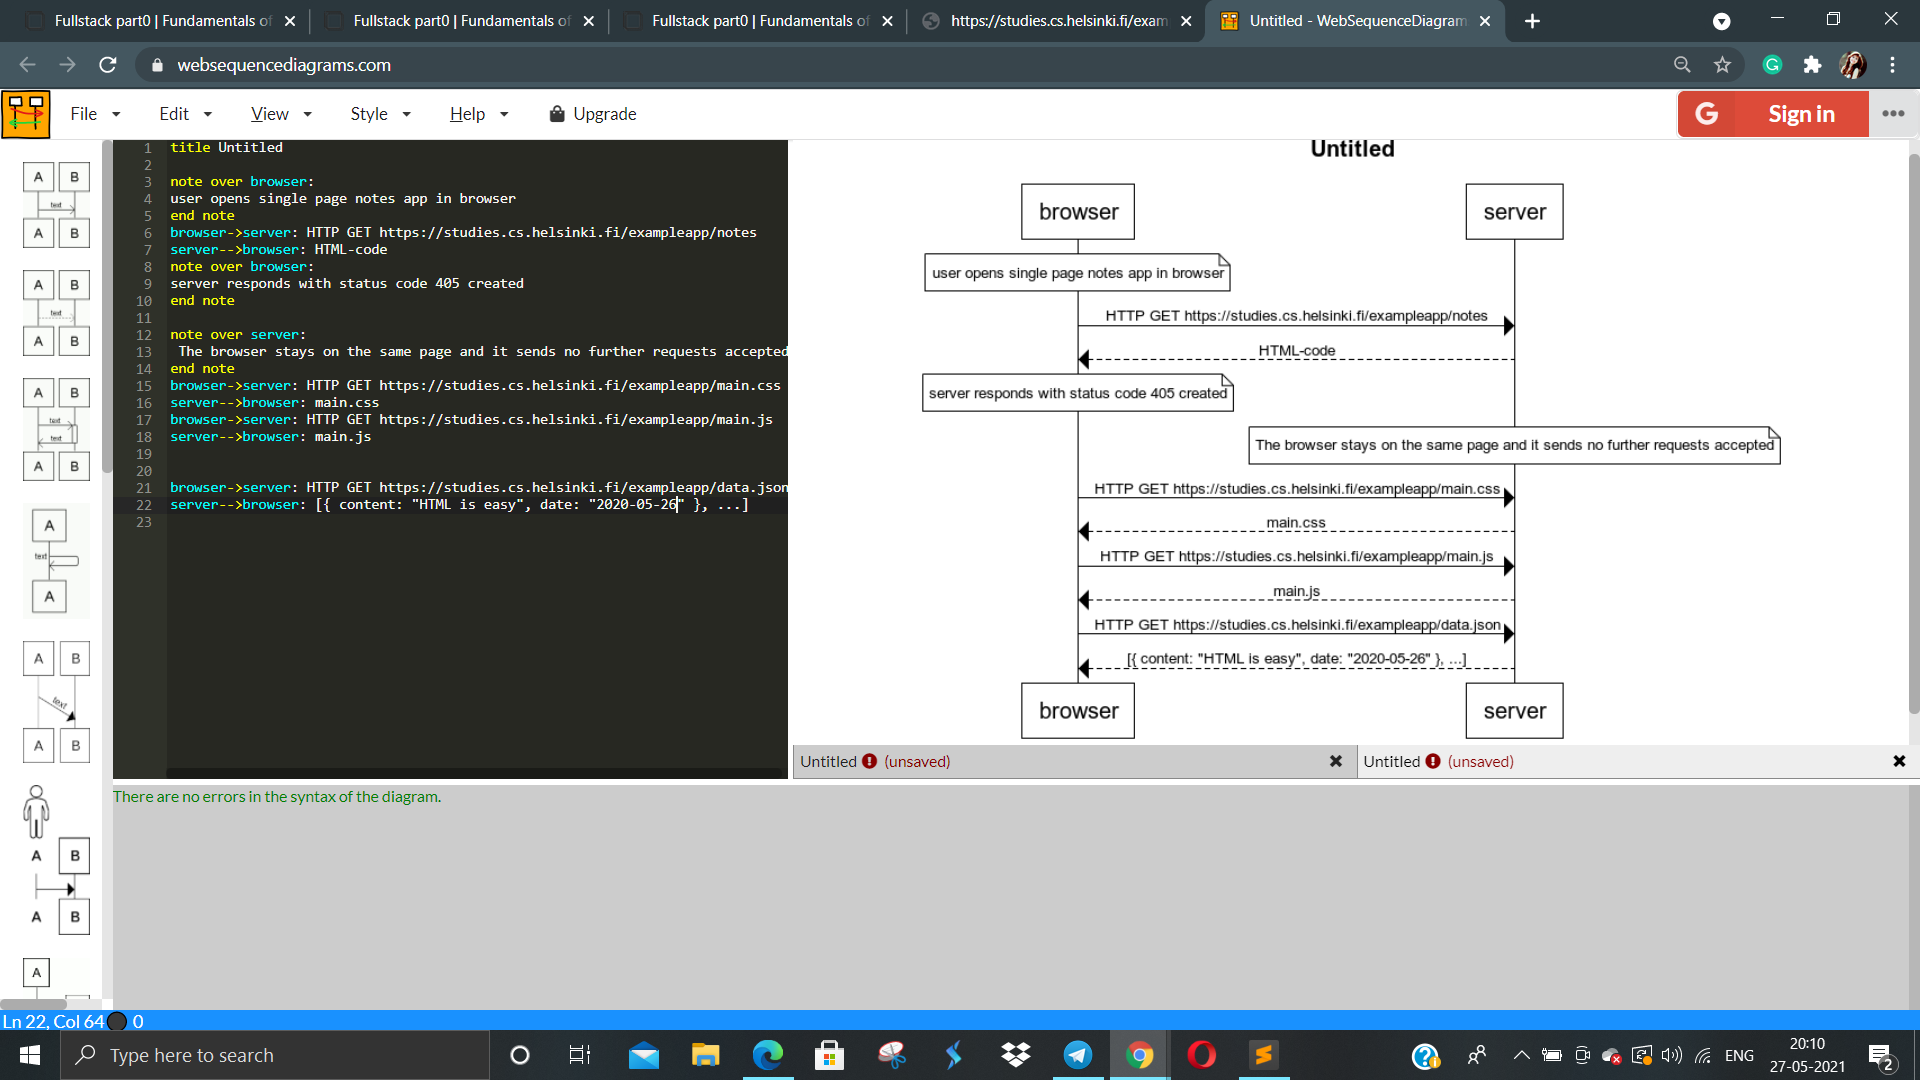 Fullstack part0 | Fundamentals of
Fullstack part0 | Fundamentals of
Fullstack part0 | Fundamentals of
https://studies.cs.helsinki.fi/exam
Untitled - WebSequenceDiagram
websequencediagrams.com
File
Edit
View
Style
Help
Upgrade
G
Sign in
A B
text
A B
A B
text
A B
A B
text
text
A B
A
text
A
A B
text
A B
A B
A B
A
1 title Untitled
2
3 note over browser:
4 user opens single page notes app in browser
5 end note
6 browser->server: HTTP GET https://studies.cs.helsinki.fi/exampleapp/notes
7 server-->browser: HTML-code
8 note over browser:
9 server responds with status code 405 created
10 end note
11
12 note over server:
13 The browser stays on the same page and it sends no further requests accepted
14 end note
15 browser->server: HTTP GET https://studies.cs.helsinki.fi/exampleapp/main.css
16 server-->browser: main.css
17 browser->server: HTTP GET https://studies.cs.helsinki.fi/exampleapp/main.js
18 server-->browser: main.js
19
20
21 browser->server: HTTP GET https://studies.cs.helsinki.fi/exampleapp/data.json
22 server-->browser: [{ content: "HTML is easy", date: "2020-05-26" }, ...]
23
Untitled
browser
server
user opens single page notes app in browser
HTTP GET https://studies.cs.helsinki.fi/exampleapp/notes
HTML-code
server responds with status code 405 created
The browser stays on the same page and it sends no further requests accepted
HTTP GET https://studies.cs.helsinki.fi/exampleapp/main.css
main.css
HTTP GET https://studies.cs.helsinki.fi/exampleapp/main.js
main.js
HTTP GET https://studies.cs.helsinki.fi/exampleapp/data.json
[{ content: "HTML is easy", date: "2020-05-26" }, ...]
browser
server
Untitled (unsaved)
Untitled (unsaved)
There are no errors in the syntax of the diagram.
Ln 22, Col 64 0
Type here to search
ENG
20:10
27-05-2021
2